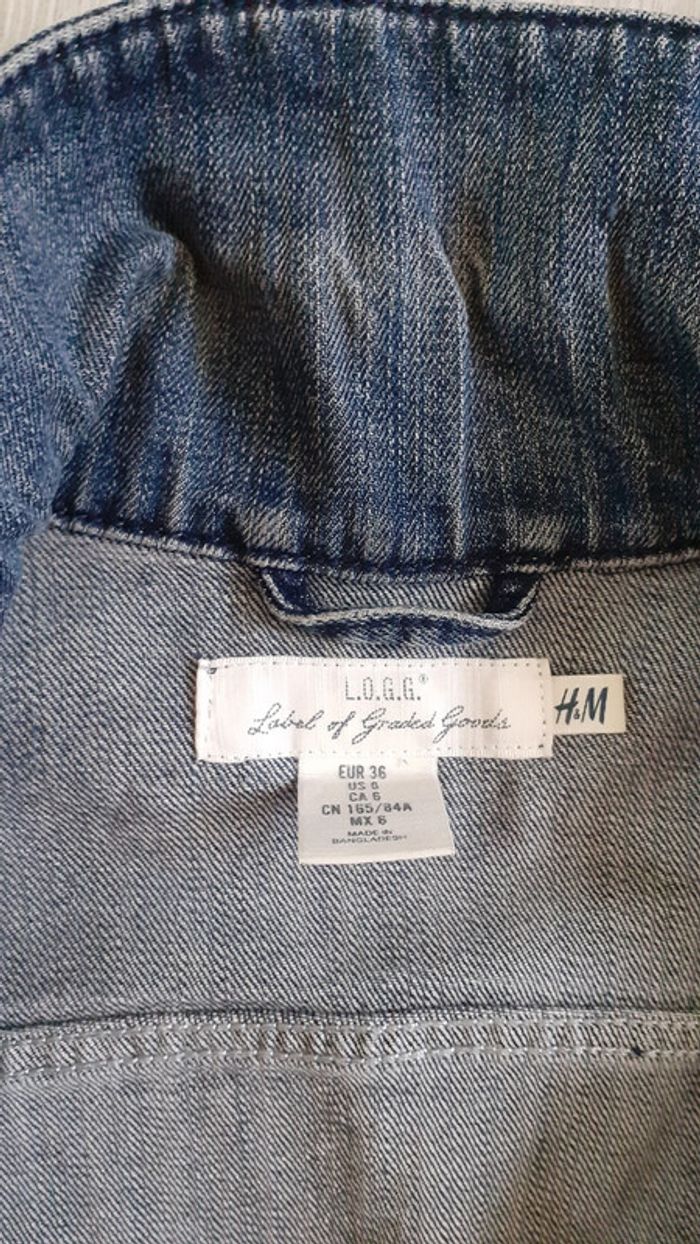 L.O.G.G.®
Label of Graded Goods
H&M
EUR 36
US 6
CA 6
CN 165/84A
MX 6
MADE IN
BANGLADESH